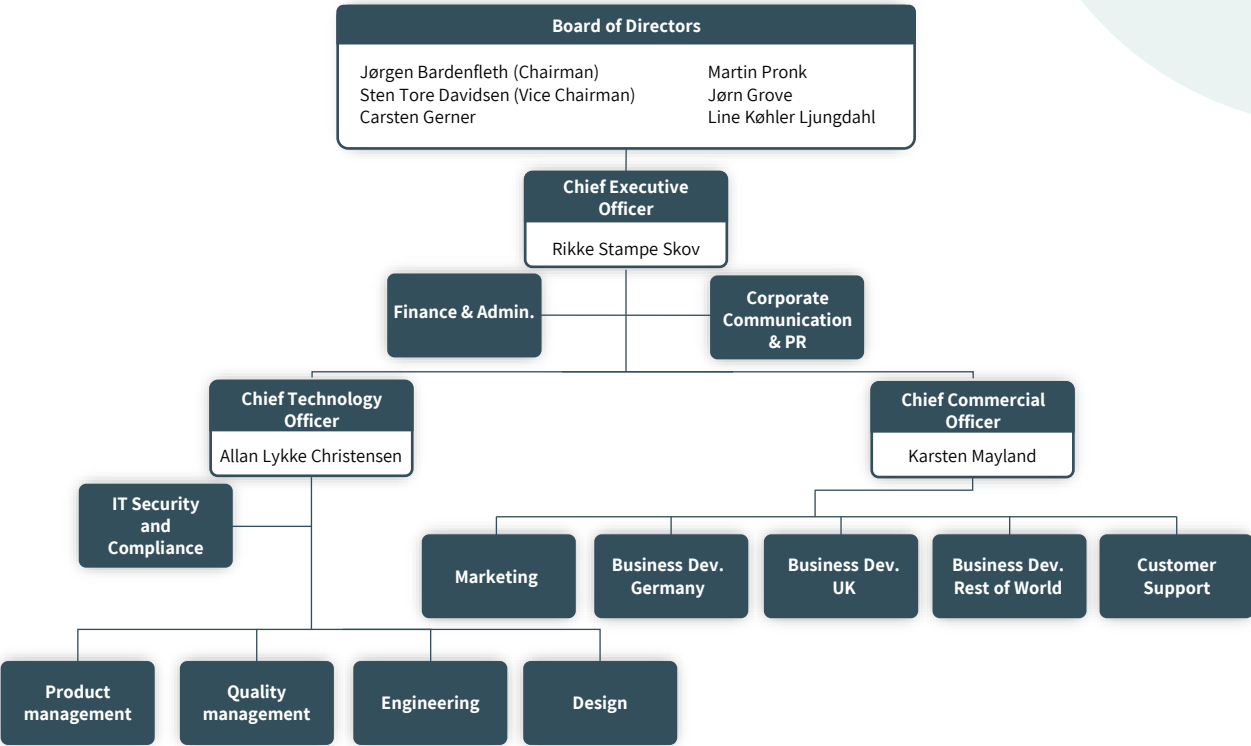 Board of Directors
Jørgen Bardenfleth (Chairman)
Sten Tore Davidsen (Vice Chairman)
Carsten Gerner
Martin Pronk
Jørn Grove
Line Køhler Ljungdahl
Chief Executive
Officer
Rikke Stampe Skov
Finance & Admin.
Corporate
Communication
& PR
Chief Technology
Officer
Allan Lykke Christensen
Chief Commercial
Officer
Karsten Mayland
IT Security
and
Compliance
Marketing
Business Dev.
Germany
Business Dev.
UK
Business Dev.
Rest of World
Customer
Support
Product
management
Quality
management
Engineering
Design